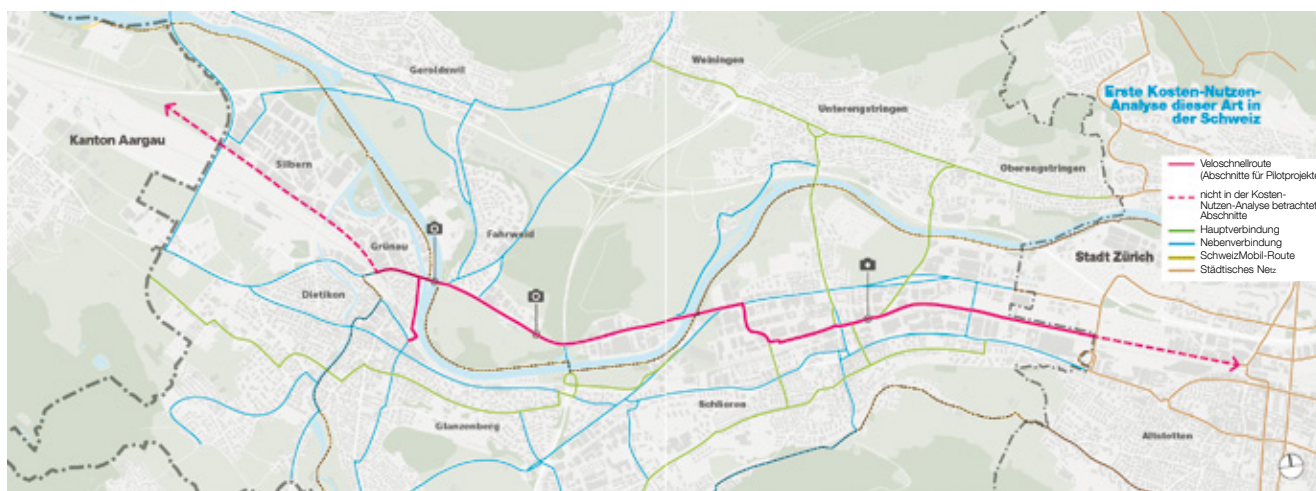 Geroldswil
Weiningen
Unterengstringen
Erste Kosten-Nutzen-
Analyse dieser Art in
der Schweiz
Kanton Aargau
Silbern
Oberengstringen
Veloschnellroute
(Abschnitte für Pilotprojekte
nicht in der Kosten-
Nutzen-Analyse betrachtet
Abschnitte
Hauptverbindung
Nebenverbindung
SchweizMobil-Route
Städtisches Netz
Grünau
Fahrweid
Stadt Zürich
Dietikon
Schlieren
Glanzenberg
Altstetten